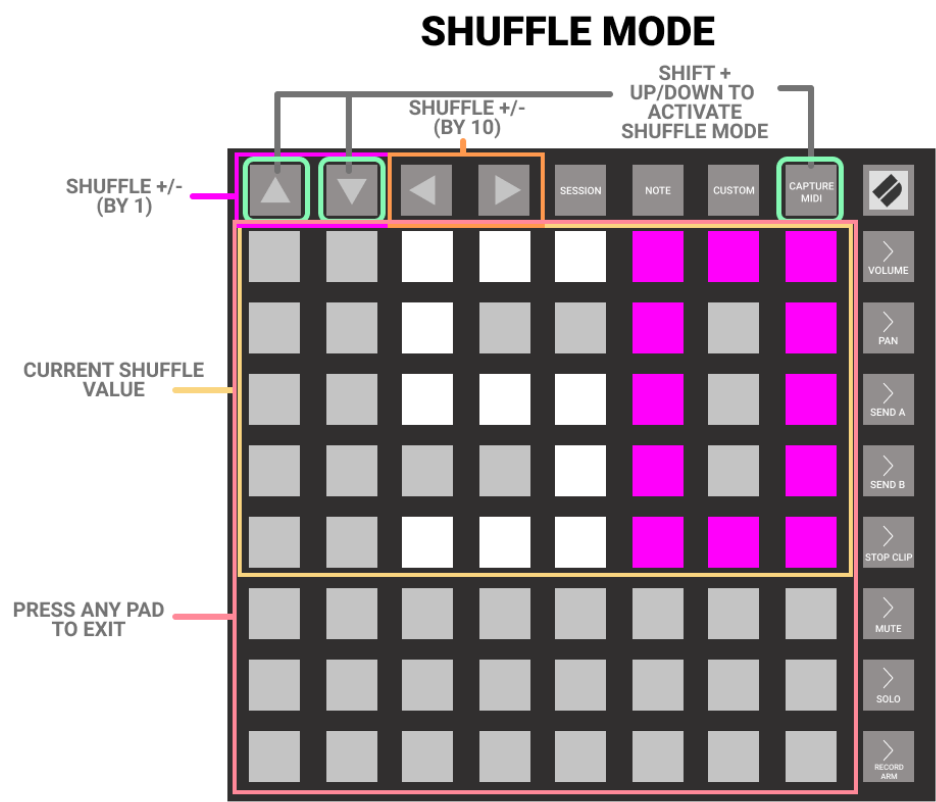 SHUFFLE MODE
SHIFT +
UP/DOWN TO
ACTIVATE
SHUFFLE MODE
SHUFFLE +/-
(BY 10)
SHUFFLE +/-
(BY 1)
SESSION
NOTE
CUSTOM
CAPTURE
MIDI
VOLUME
PAN
CURRENT SHUFFLE
VALUE
SEND A
SEND B
STOP CLIP
PRESS ANY PAD
TO EXIT
MUTE
SOLO
RECORD
ARM